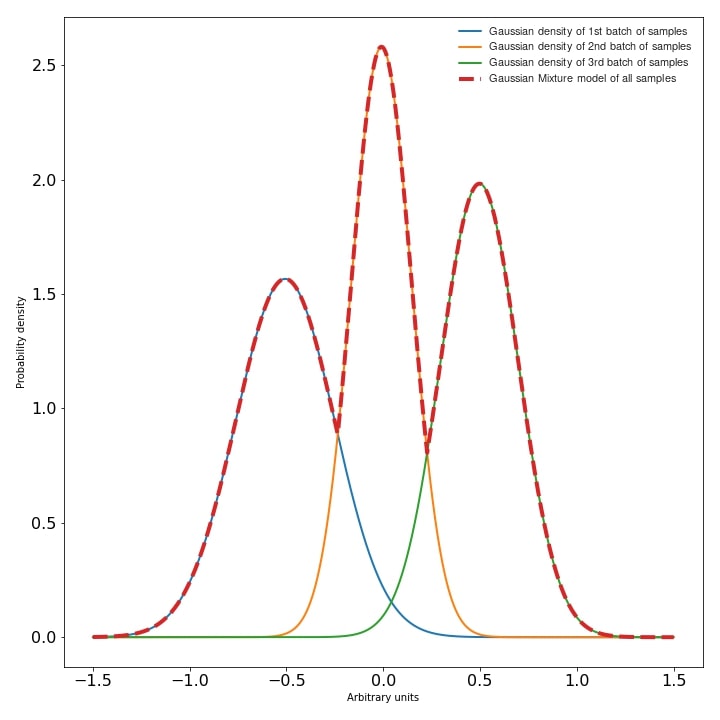 Gaussian density of 1st batch of samples
Gaussian density of 2nd batch of samples
Gaussian density of 3rd batch of samples
Gaussian Mixture model of all samples
2.5
2.0
1.5
1.0
0.5
0.0
Probability density
−1.5 −1.0 −0.5 0.0 0.5 1.0 1.5
Arbitrary units